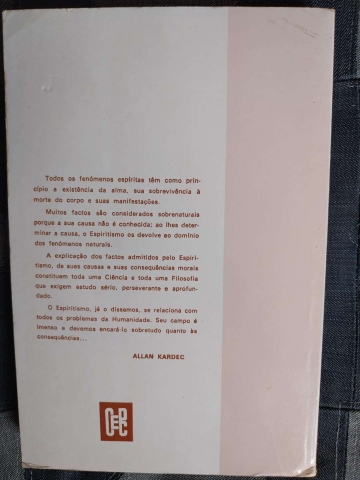 Todos os fenômenos espíritas têm como prin-
cípio a existência da alma, sua sobrevivência à
morte do corpo e suas manifestações.
Muitos factos são considerados sobrenaturais
porque a sua causa não é conhecida; ao lhes deter-
minar a causa, o Espiritismo os devolve ao domínio
dos fenômenos naturais.
A explicação dos factos admitidos pelo Espiri-
tismo, de suas causas e suas consequências morais
constituem toda uma Ciência e toda uma Filosofia
que exigem estudo sério, perseverante e aprofun-
dado.
O Espiritismo, já o dissemos, se relaciona com
todos os problemas da Humanidade. Seu campo é
imenso e devemos encará-lo sobretudo quanto às
consequências...
ALLAN KARDEC